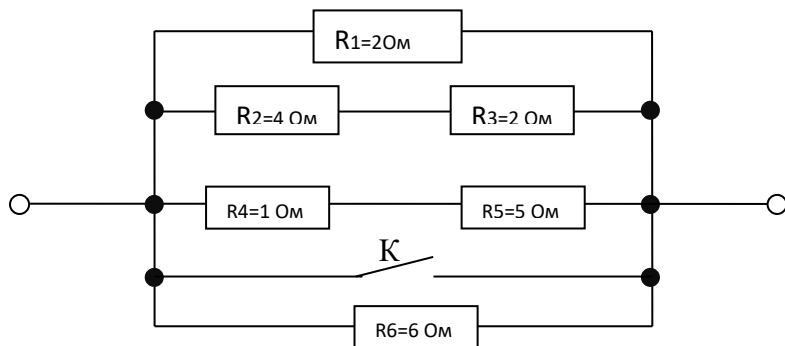 R1=2Ом
R2=4 Ом
R3=2 Ом
R4=1 Ом
R5=5 Ом
К
R6=6 Ом